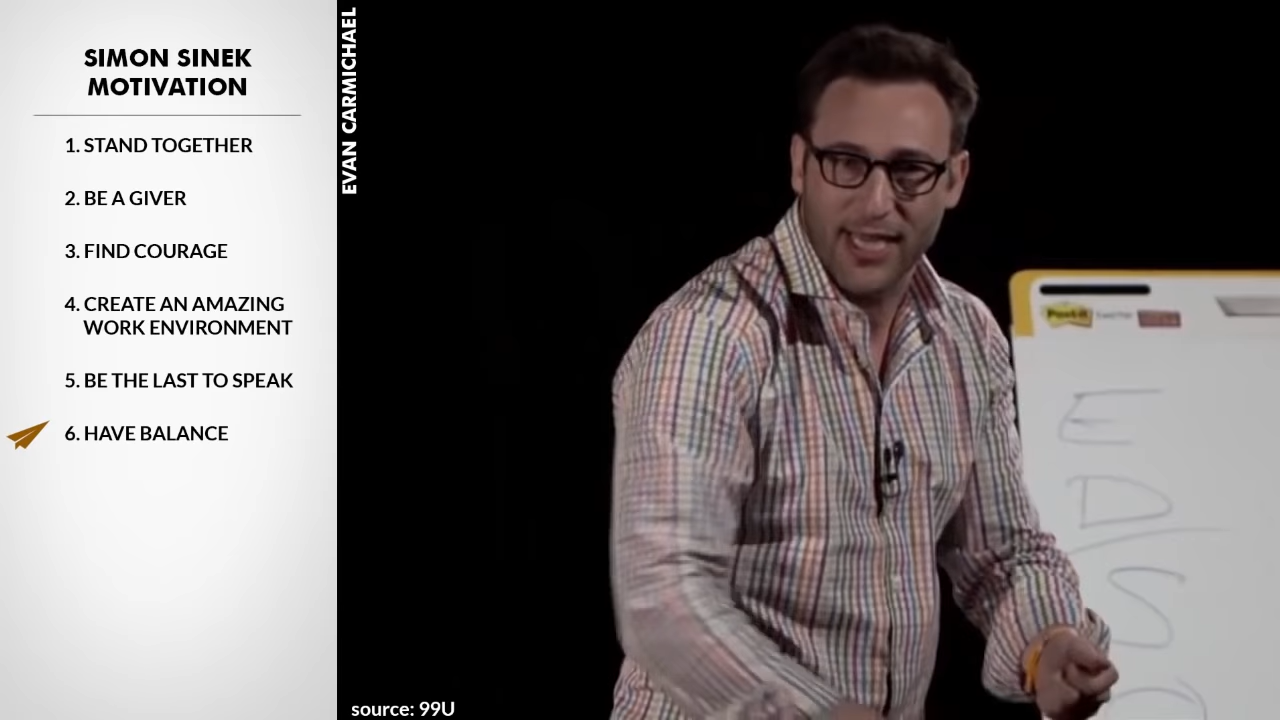 SIMON SINEK
MOTIVATION
1. STAND TOGETHER
2. BE A GIVER
3. FIND COURAGE
4. CREATE AN AMAZING
WORK ENVIRONMENT
5. BE THE LAST TO SPEAK
6. HAVE BALANCE
EVAN CARMICHAEL
Post-it
E
D
S
source: 99U